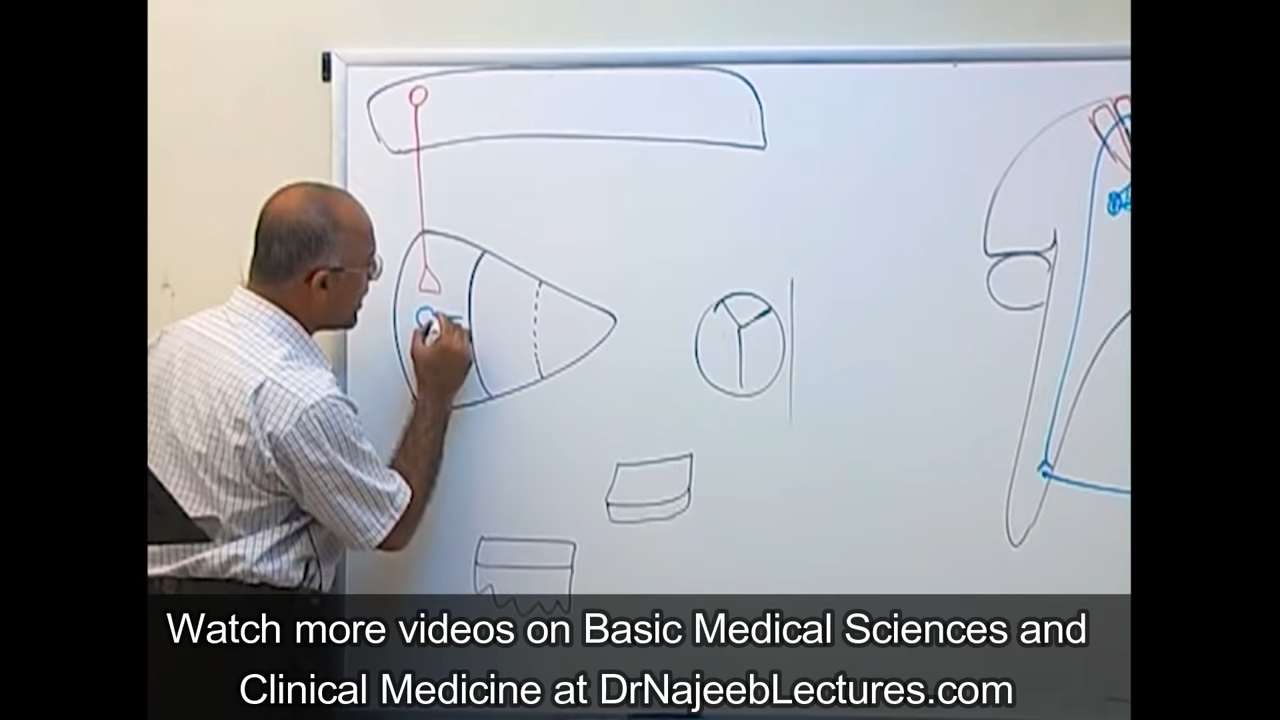 Watch more videos on Basic Medical Sciences and
Clinical Medicine at DrNajeebLectures.com